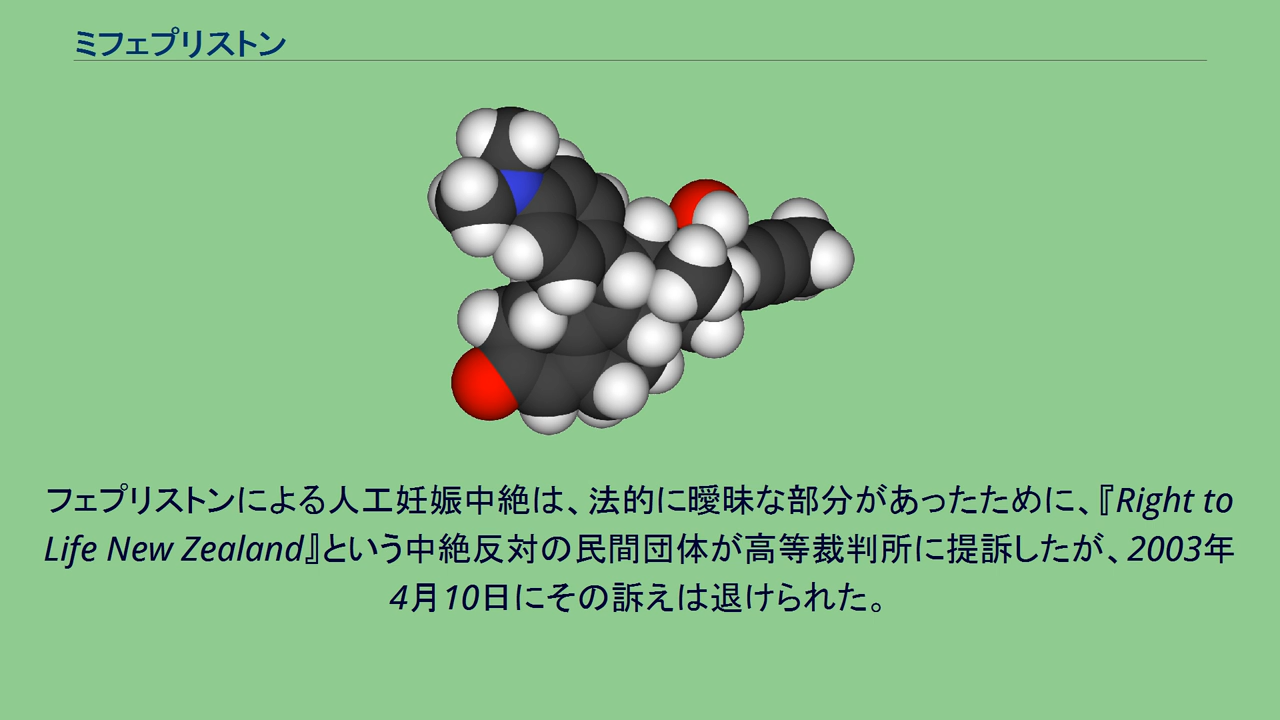 ミフェプリストン
フェプリストンによる人工妊娠中絶は、法的に曖昧な部分があったために、『Right to
Life New Zealand』という中絶反対の民間団体が高等裁判所に提訴したが、2003年
4月10日にその訴えは退けられた。